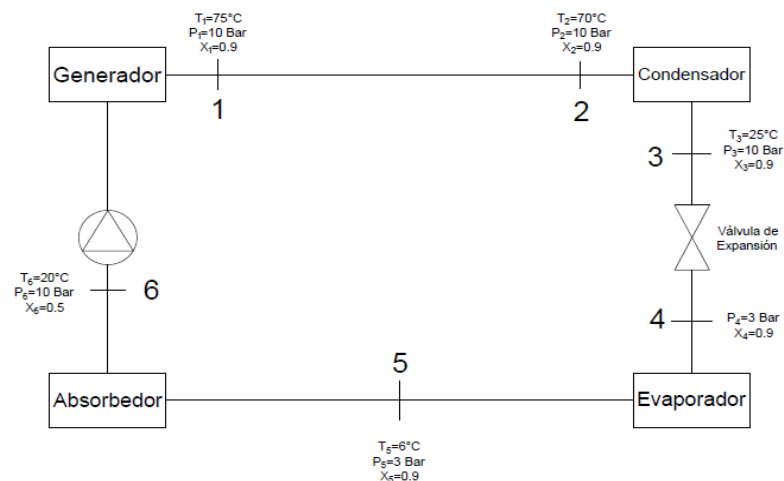 T₁=75°C
P₁=10 Bar
X₁=0.9
T₂=70°C
P₂=10 Bar
X₂=0.9
Generador
Condensador
1
2
3
T₃=25°C
P₃=10 Bar
X₃=0.9
Válvula de
Expansión
T₆=20°C
P₆=10 Bar
X₆=0.5
6
4
P₄=3 Bar
X₄=0.9
5
Absorbedor
Evaporador
T₅=6°C
P₅=3 Bar
X₅=0.9